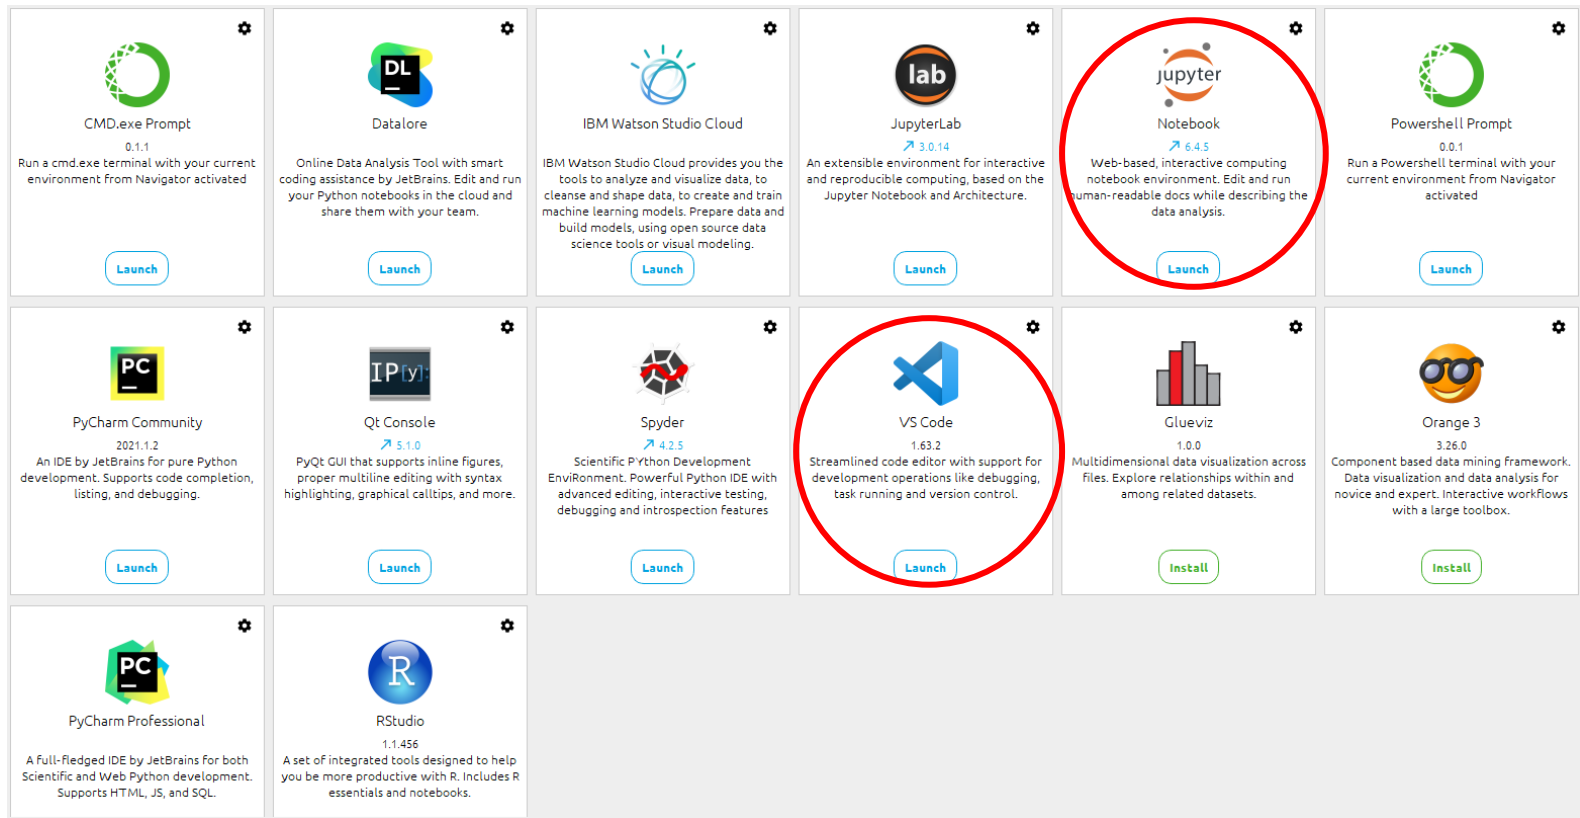 CMD.exe Prompt
0.1.1
Run a cmd.exe terminal with your current
environment from Navigator activated
Launch
DL
Datalore
Online Data Analysis Tool with smart
coding assistance by JetBrains. Edit and run
your Python notebooks in the cloud and
share them with your team.
Launch
IBM Watson Studio Cloud
IBM Watson Studio Cloud provides you the
tools to analyze and visualize data, to
cleanse and shape data, to create and train
machine learning models. Prepare data and
build models, using open source data
science tools or visual modeling.
Launch
lab
JupyterLab
3.0.14
An extensible environment for interactive
and reproducible computing, based on the
Jupyter Notebook and Architecture.
Launch
jupyter
Notebook
6.4.5
Web-based, interactive computing
notebook environment. Edit and run
human-readable docs while describing the
data analysis.
Launch
Powershell Prompt
0.0.1
Run a Powershell terminal with your
current environment from Navigator
activated
Launch
PC
PyCharm Community
2021.1.2
An IDE by JetBrains for pure Python
development. Supports code completion,
listing, and debugging.
Launch
IP[y]:
Qt Console
5.1.0
PyQt GUI that supports inline figures,
proper multiline editing with syntax
highlighting, graphical calltips, and more.
Launch
Spyder
4.2.5
Scientific PYthon Development
EnviRonment. Powerful Python IDE with
advanced editing, interactive testing,
debugging and introspection features
Launch
VS Code
1.63.2
Streamlined code editor with support for
development operations like debugging,
task running and version control.
Launch
Glueviz
1.0.0
Multidimensional data visualization across
files. Explore relationships within and
among related datasets.
Install
Orange 3
3.26.0
Component based data mining framework.
Data visualization and data analysis for
novice and expert. Interactive workflows
with a large toolbox.
Install
PC
PyCharm Professional
A full-fledged IDE by JetBrains for both
Scientific and Web Python development.
Supports HTML, JS, and SQL.
R
RStudio
1.1.456
A set of integrated tools designed to help
you be more productive with R. Includes R
essentials and notebooks.